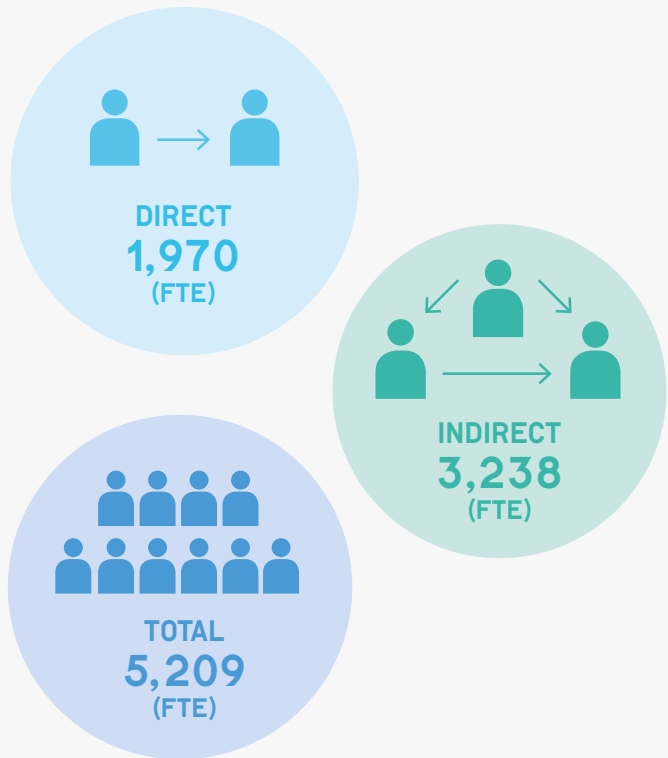 DIRECT
1,970
(FTE)
INDIRECT
3,238
(FTE)
TOTAL
5,209
(FTE)